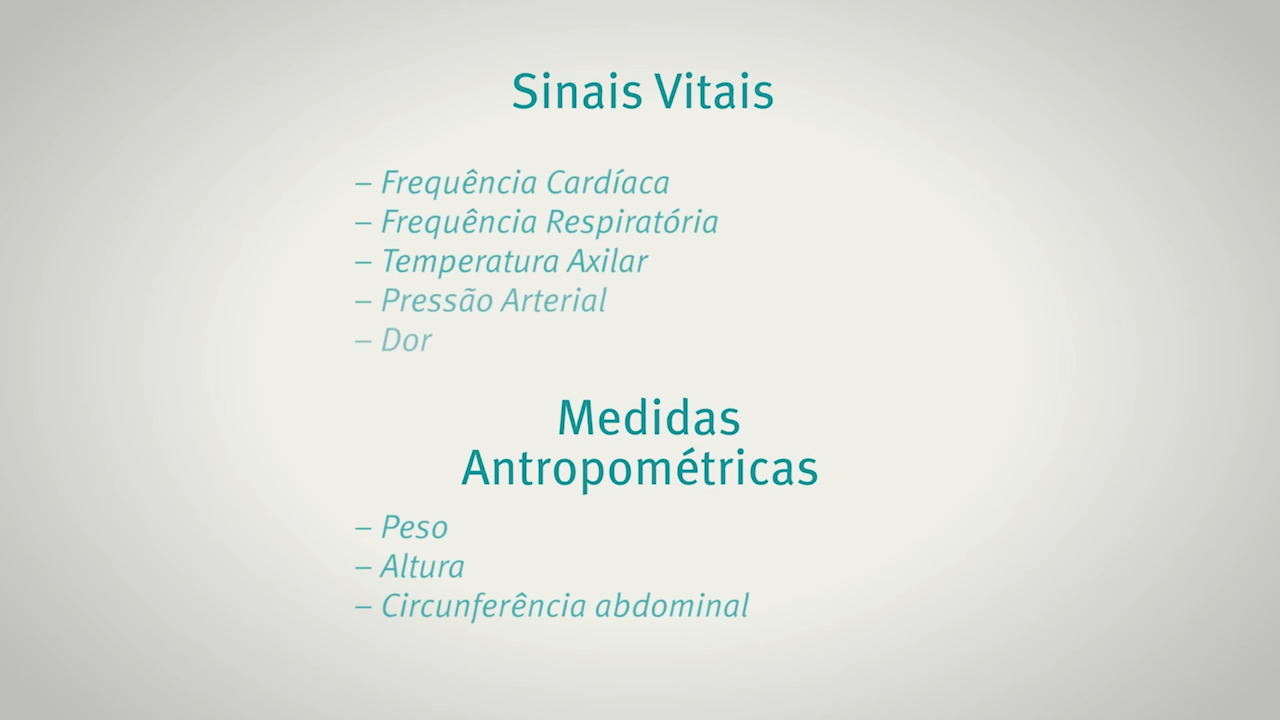 Sinais Vitais
– Frequência Cardíaca
– Frequência Respiratória
– Temperatura Axilar
– Pressão Arterial
– Dor
Medidas
Antropométricas
– Peso
– Altura
– Circunferência abdominal